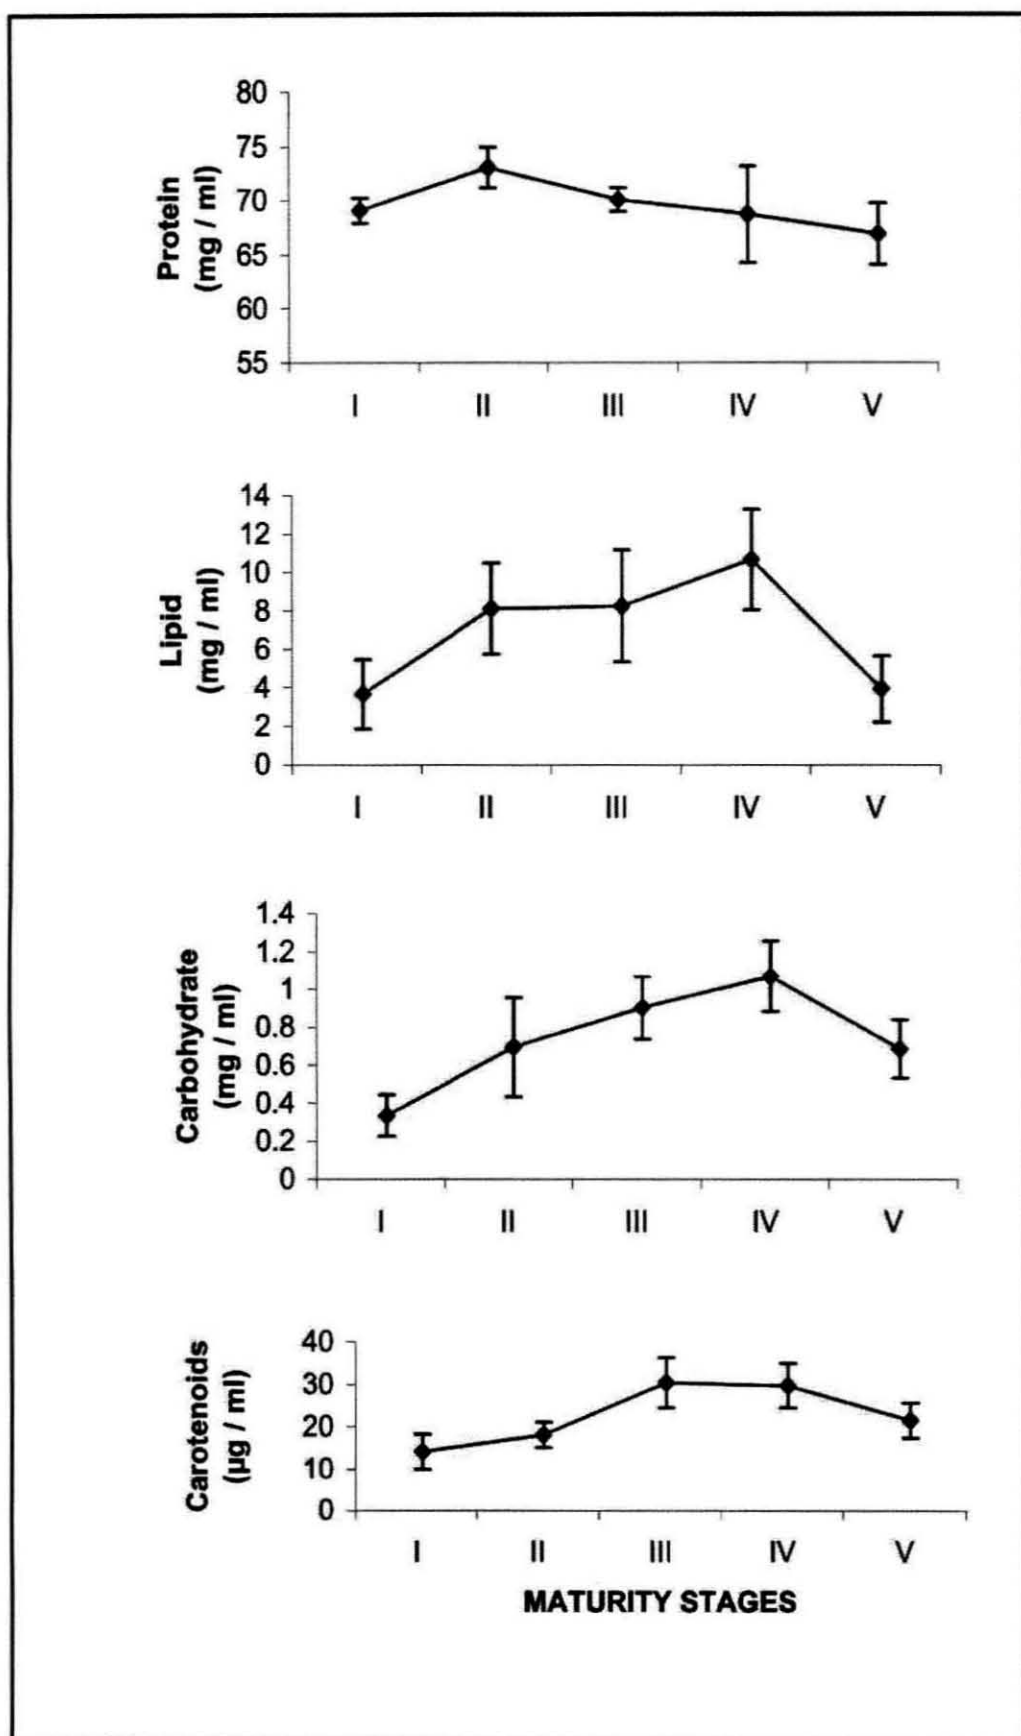 80
75
70
65
60
55
Protein
(mg / ml)
I II III IV V
14
12
10
8
6
4
2
0
Lipid
(mg / ml)
I II III IV V
1.4
1.2
1
0.8
0.6
0.4
0.2
0
Carbohydrate
(mg / ml)
I II III IV V
40
30
20
10
0
Carotenoids
(µg / ml)
I II III IV V
MATURITY STAGES